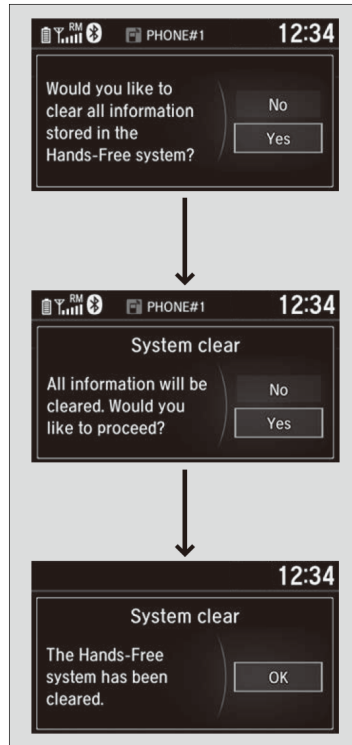 RM PHONE#1 12:34
Would you like to
clear all information
stored in the
Hands-Free system?
No
Yes
RM PHONE#1 12:34
System clear
All information will be
cleared. Would you
like to proceed?
No
Yes
12:34
System clear
The Hands-Free
system has been
cleared.
OK